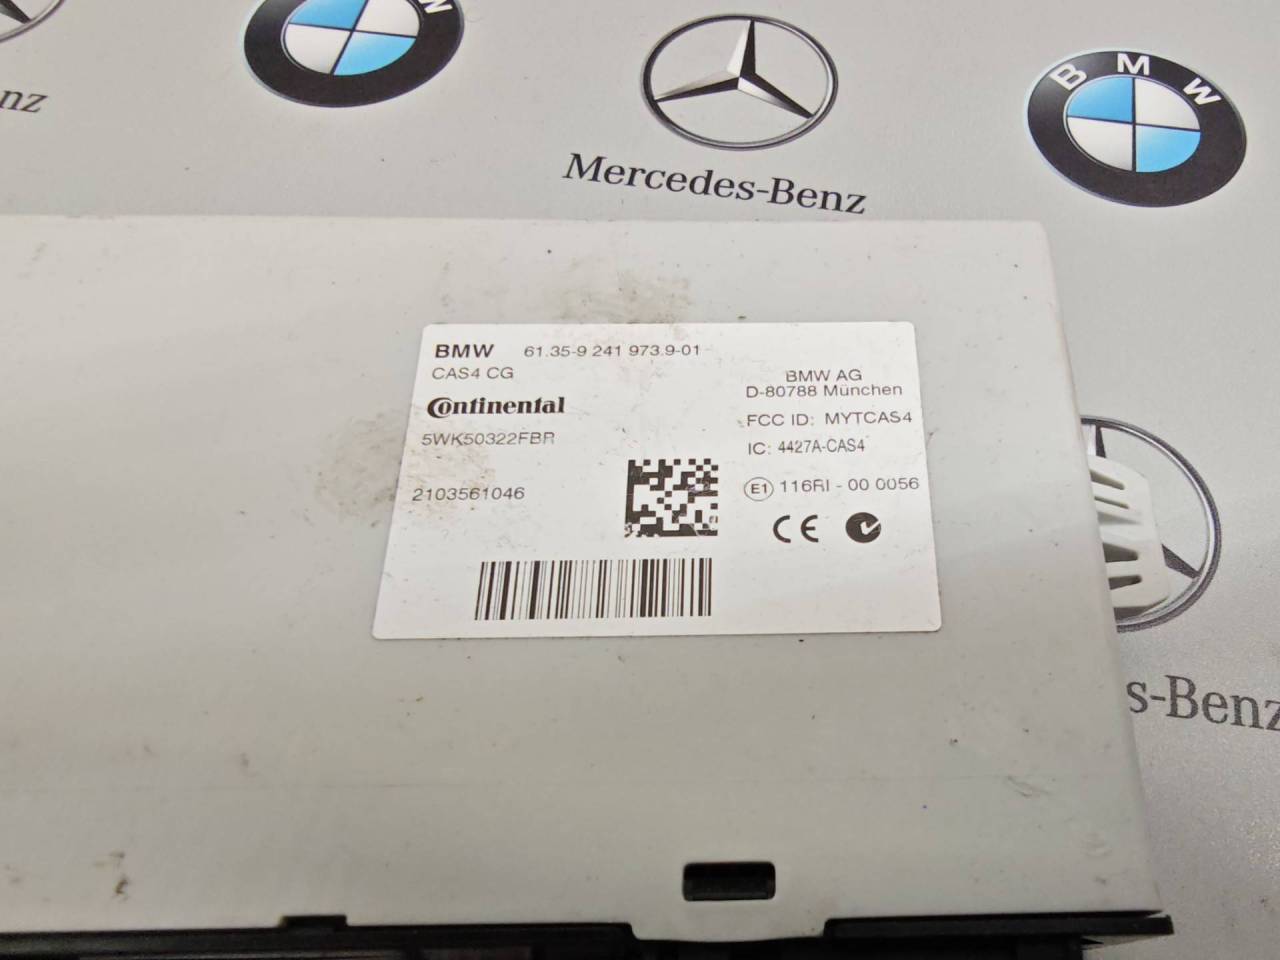 nz
W
Mercedes-Benz
BMW
BMW 61.35-9 241 973.9-01
CAS4 CG
BMW AG
D-80788 München
Continental
FCC ID: MYTCAS4
5WK50322FBR
IC: 4427A-CAS4
2103561046
E1 116RI - 00 0056
CE
s-Benz